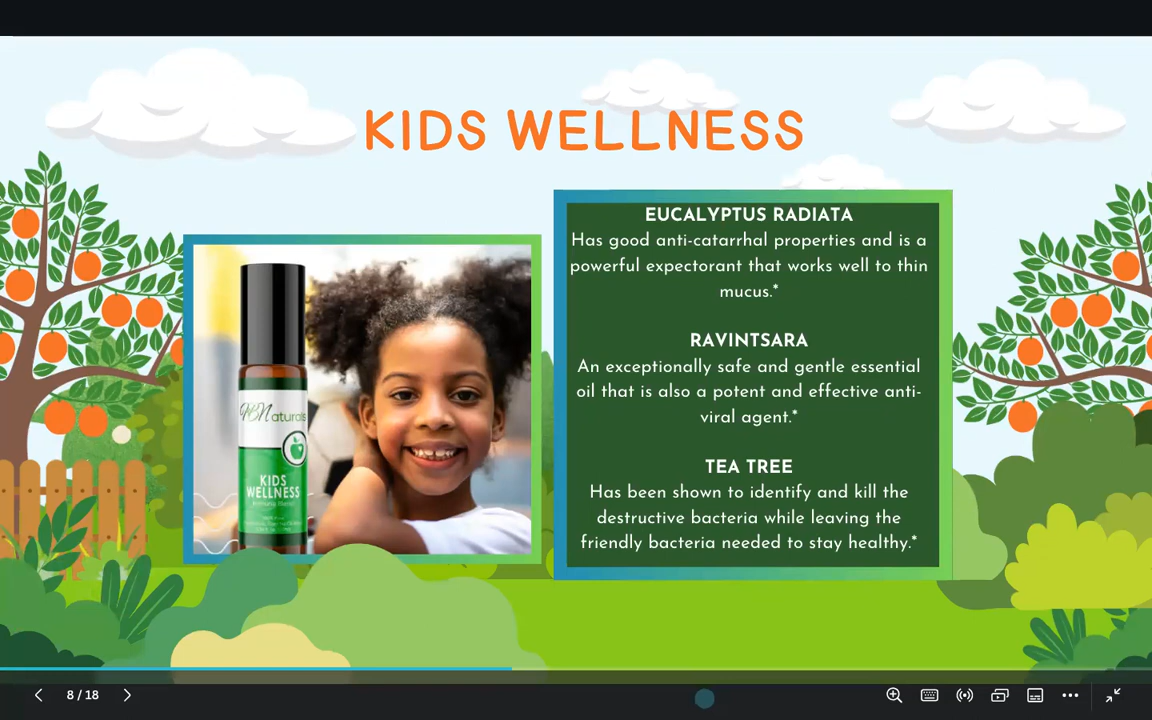 KIDS WELLNESS
EUCALYPTUS RADIATA
Has good anti-catarrhal properties and is a
powerful expectorant that works well to thin
mucus.*
RAVINTSARA
An exceptionally safe and gentle essential
oil that is also a potent and effective anti-
viral agent.*
TEA TREE
Has been shown to identify and kill the
destructive bacteria while leaving the
friendly bacteria needed to stay healthy.*
HBNaturals
KIDS
WELLNESS
8 / 18